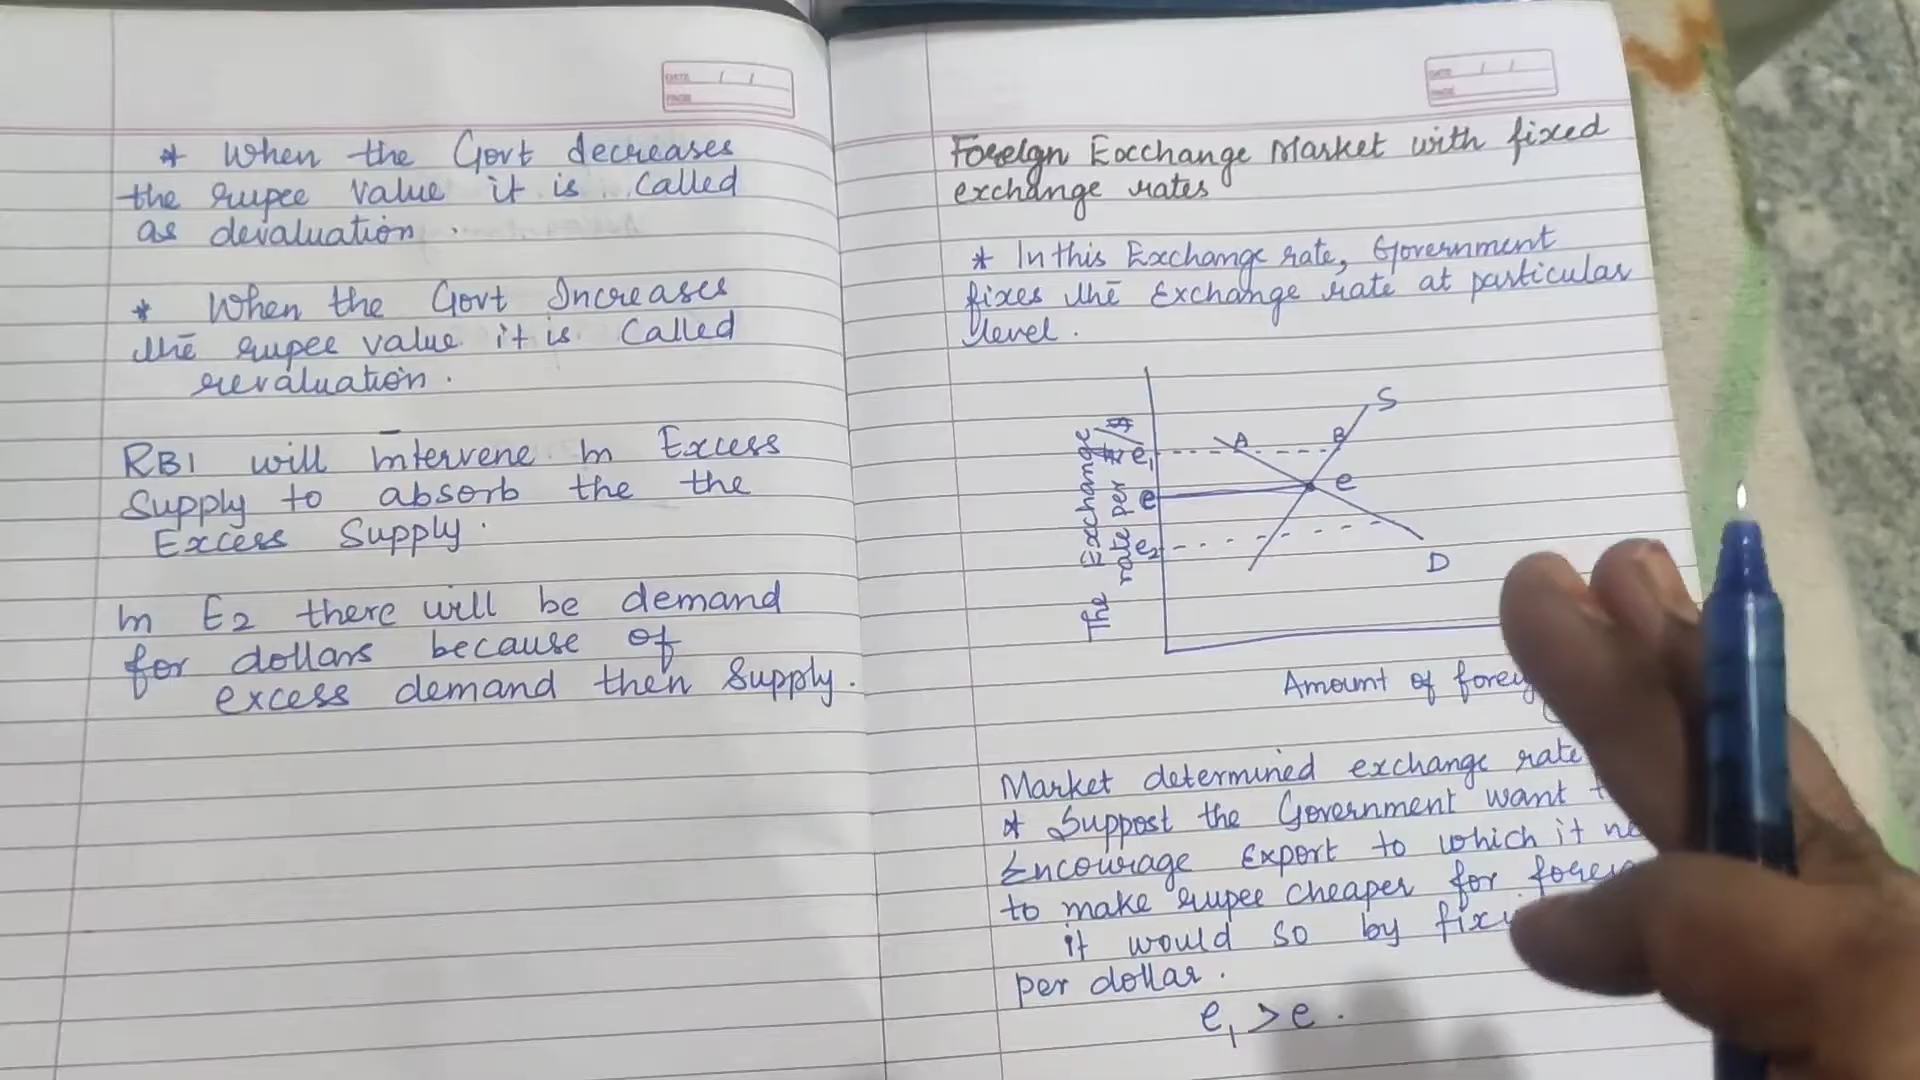 DATE / /
PAGE
* When the Govt decreases
the rupee value it is called
as devaluation.
* When the Govt Increases
the rupee value it is called
revaluation.
RBI will intervene in Excess
Supply to absorb the the
Excess Supply.
In E2 there will be demand
for dollars because of
excess demand then Supply.
DATE / /
PAGE
Foreign Exchange Market with fixed
exchange rates
* In this Exchange rate, Government
fixes the Exchange rate at particular
level.
The Exchange
rate per ₹/$
S
A
B
e1
e
e
e2
D
Amount of
Market determined exchange rate
* Suppost the Government want
Encourage Export to which it
to make rupee cheaper for
it would so by
per dollar.
e1 > e.